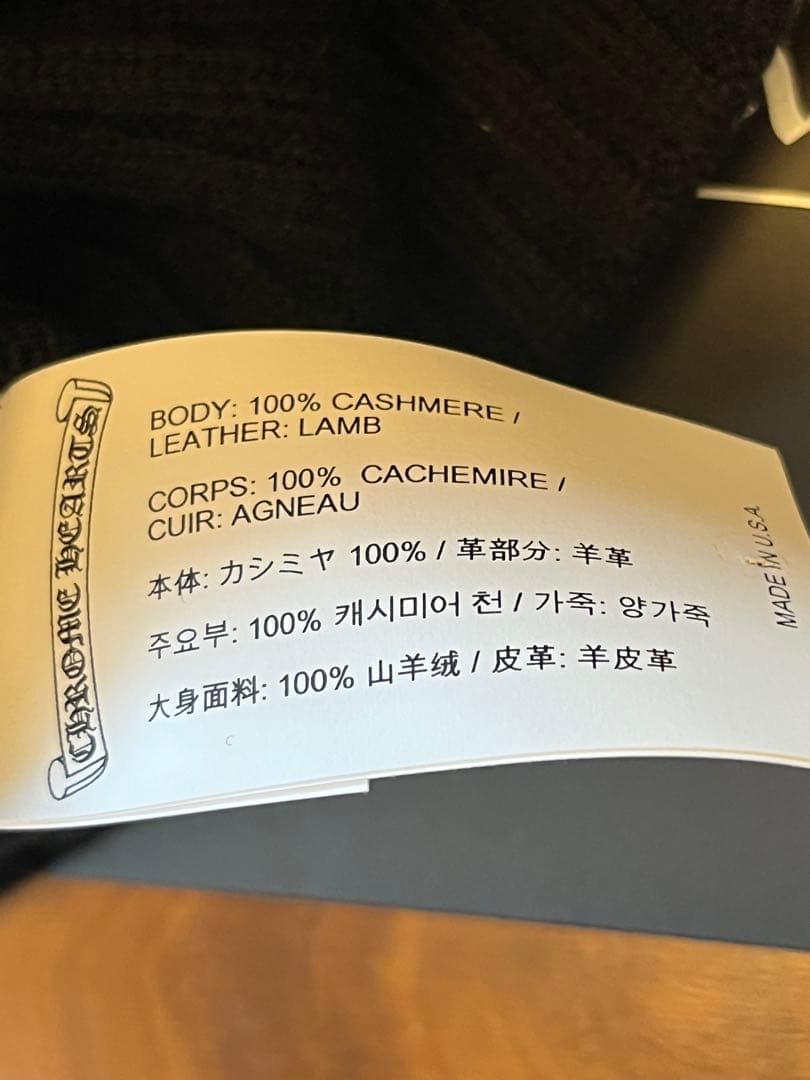 CHROME HEARTS
BODY: 100% CASHMERE /
LEATHER: LAMB
CORPS: 100% CACHEMIRE /
CUIR: AGNEAU
本体: カシミヤ 100% / 革部分: 羊革
주요부: 100% 캐시미어 천 / 가죽: 양가죽
大身面料: 100% 山羊绒 / 皮革: 羊皮革
MADE IN U.S.A